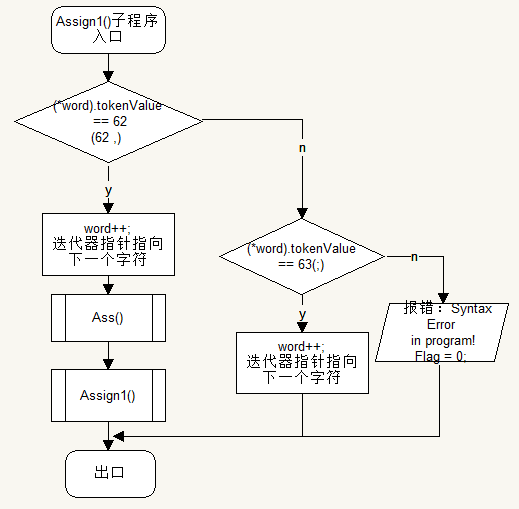 Assign1()子程序
入口
(*word).tokenValue
== 62
(62 ,)
n
y
word++;
迭代器指针指向
下一个字符
(*word).tokenValue
== 63(;)
n
y
Ass()
报错：Syntax
Error
in program!
Flag = 0;
word++;
迭代器指针指向
下一个字符
Assign1()
出口